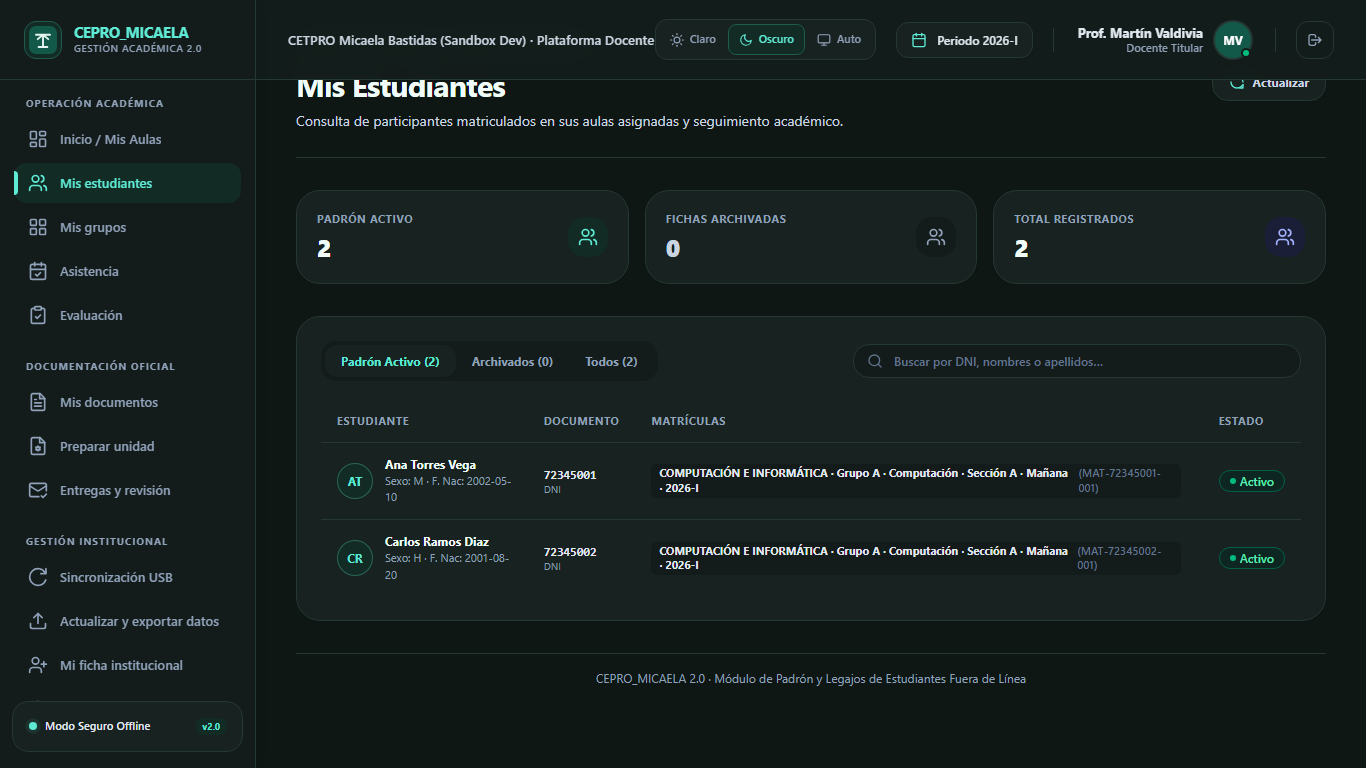 CEPRO_MICAELA
GESTIÓN ACADÉMICA 2.0
CETPRO Micaela Bastidas (Sandbox Dev) · Plataforma Docente
Claro
Oscuro
Auto
Periodo 2026-I
Prof. Martín Valdivia
Docente Titular
MV
OPERACIÓN ACADÉMICA
Inicio / Mis Aulas
Mis estudiantes
Mis grupos
Asistencia
Evaluación
DOCUMENTACIÓN OFICIAL
Mis documentos
Preparar unidad
Entregas y revisión
GESTIÓN INSTITUCIONAL
Sincronización USB
Actualizar y exportar datos
Mi ficha institucional
Modo Seguro Offline
v2.0
Mis Estudiantes
Actualizar
Consulta de participantes matriculados en sus aulas asignadas y seguimiento académico.
PADRÓN ACTIVO
2
FICHAS ARCHIVADAS
0
TOTAL REGISTRADOS
2
Padrón Activo (2)
Archivados (0)
Todos (2)
Buscar por DNI, nombres o apellidos...
ESTUDIANTE
DOCUMENTO
MATRÍCULAS
ESTADO
AT
Ana Torres Vega
Sexo: M · F. Nac: 2002-05-
10
72345001
DNI
COMPUTACIÓN E INFORMÁTICA · Grupo A · Computación · Sección A · Mañana
· 2026-I
(MAT-72345001-
001)
Activo
CR
Carlos Ramos Diaz
Sexo: H · F. Nac: 2001-08-
20
72345002
DNI
COMPUTACIÓN E INFORMÁTICA · Grupo A · Computación · Sección A · Mañana
· 2026-I
(MAT-72345002-
001)
Activo
CEPRO_MICAELA 2.0 · Módulo de Padrón y Legajos de Estudiantes Fuera de Línea